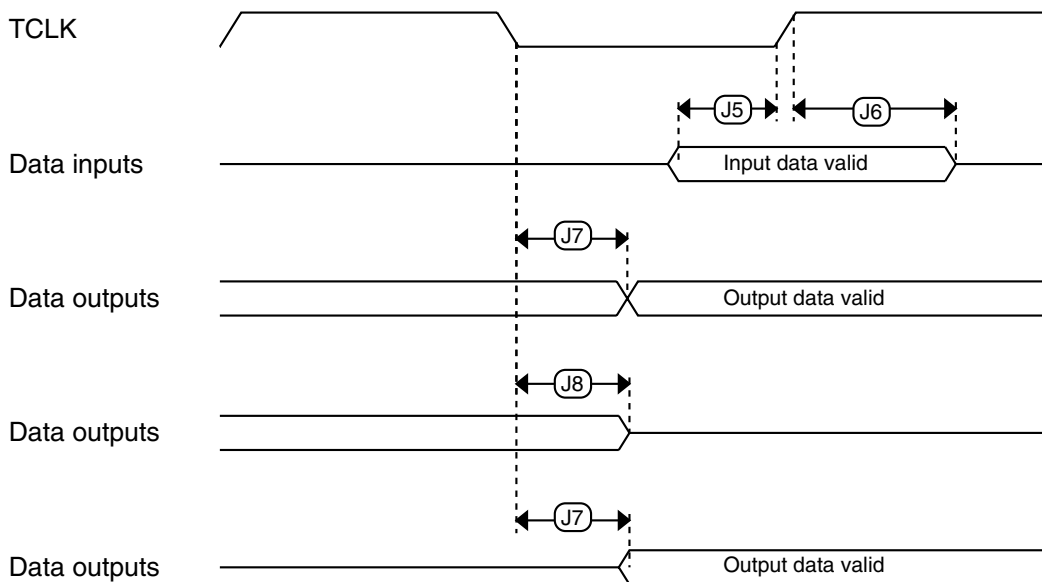 TCLK
J5
J6
Data inputs
Input data valid
J7
Data outputs
Output data valid
J8
Data outputs
J7
Data outputs
Output data valid